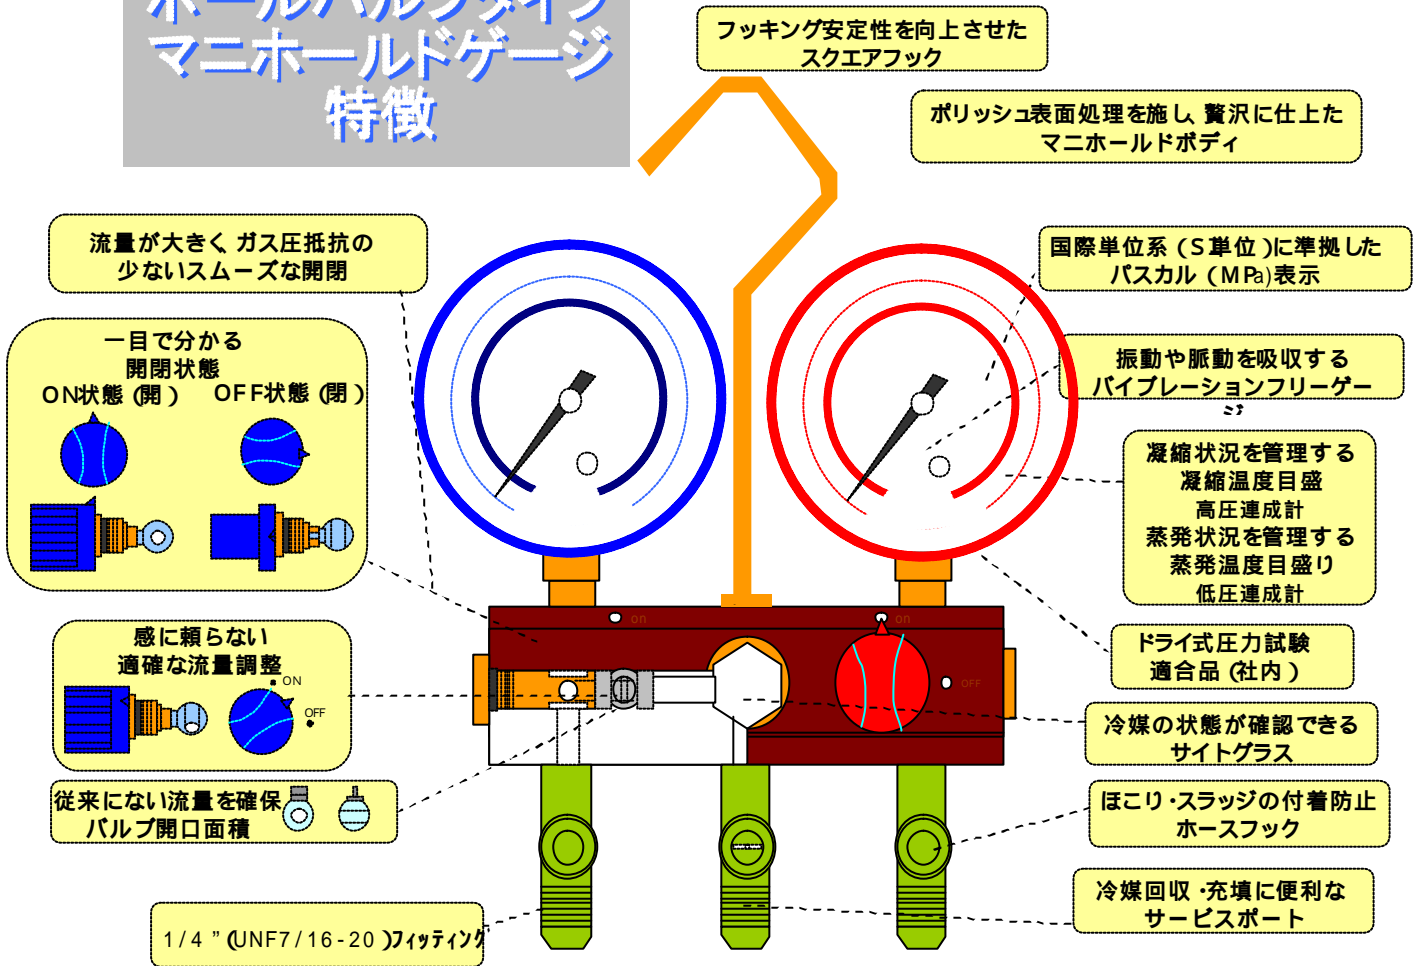 ボールバルブタイプ
マニホールドゲージ
特徴
フッキング安定性を向上させた
スクエアフック
ポリッシュ表面処理を施し、贅沢に仕上た
マニホールドボディ
流量が大きく、ガス圧抵抗の
少ないスムーズな開閉
国際単位系(SI単位)に準拠した
パスカル(MPa)表示
一目で分かる
開閉状態
ON状態(開) OFF状態(閉)
振動や脈動を吸収する
バイブレーションフリーゲー
ジ
凝縮状況を管理する
凝縮温度目盛
高圧連成計
蒸発状況を管理する
蒸発温度目盛り
低圧連成計
on
on
OFF
感に頼らない
適確な流量調整
ON
OFF
ドライ式圧力試験
適合品(社内)
冷媒の状態が確認できる
サイトグラス
従来にない流量を確保
バルブ開口面積
ほこり・スラッジの付着防止
ホースフック
冷媒回収・充填に便利な
サービスポート
1/4"(UNF7/16-20)フィッティング